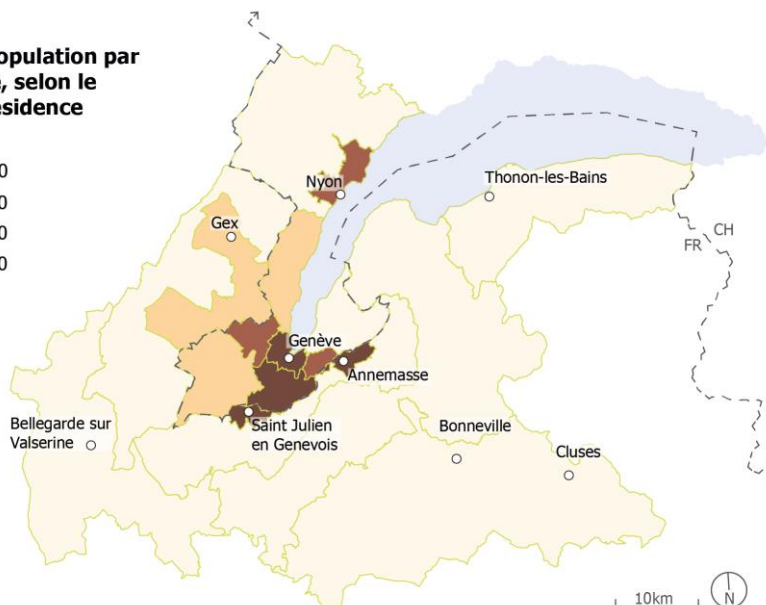 opulation par
, selon le
ésidence
0
0
0
0
Nyon
Thonon-les-Bains
Gex
CH
FR
Genève
Annemasse
Bellegarde sur
Valserine
Saint Julien
en Genevois
Bonneville
Cluses
10km
N